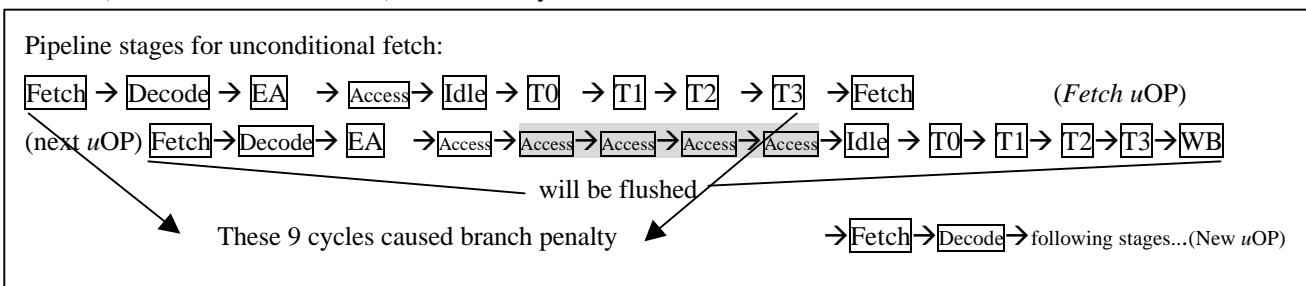 Pipeline stages for unconditional fetch:
Fetch → Decode → EA → Access → Idle → T0 → T1 → T2 → T3 → Fetch (Fetch uOP)
(next uOP) Fetch → Decode → EA → Access → Access → Access → Access → Access → Idle → T0 → T1 → T2 → T3 → WB
will be flushed
These 9 cycles caused branch penalty → Fetch → Decode → following stages...(New uOP)